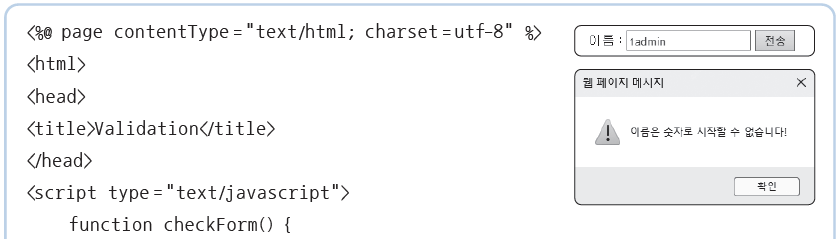 <%@ page contentType="text/html; charset=utf-8" %>
<html>
<head>
<title>Validation</title>
</head>
<script type="text/javascript">
function checkForm() {
이름 : 1admin 전송
웹 페이지 메시지
이름은 숫자로 시작할 수 없습니다!
확인